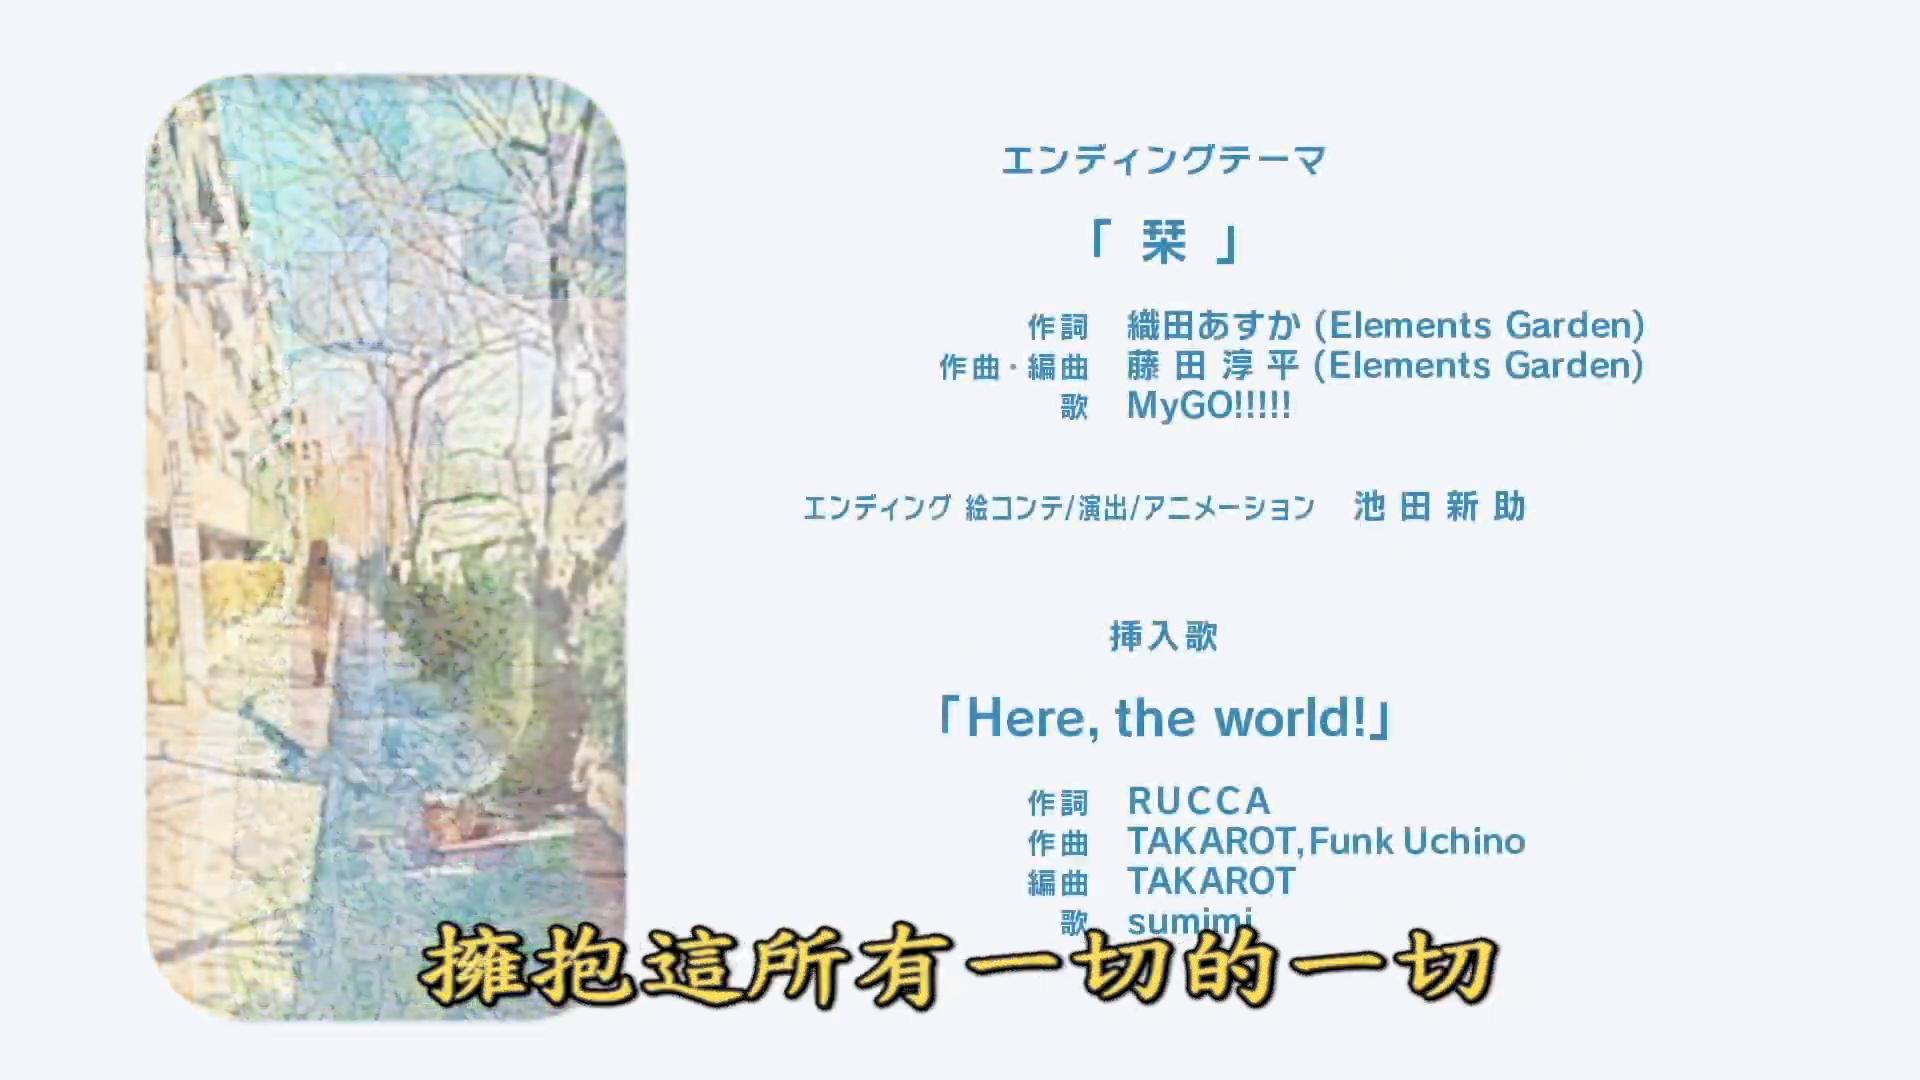 エンディングテーマ
「 栞 」
作詞 織田あすか (Elements Garden)
作曲・編曲 藤田淳平 (Elements Garden)
歌 MyGO!!!!!
エンディング 絵コンテ/演出/アニメーション 池田新助
挿入歌
「Here, the world!」
作詞 RUCCA
作曲 TAKAROT,Funk Uchino
編曲 TAKAROT
歌 sumimi
擁抱這所有一切的一切